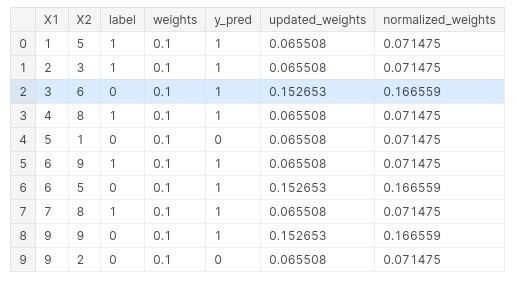 X1 X2 label weights y_pred updated_weights normalized_weights
0 1 5 1 0.1 1 0.065508 0.071475
1 2 3 1 0.1 1 0.065508 0.071475
2 3 6 0 0.1 1 0.152653 0.166559
3 4 8 1 0.1 1 0.065508 0.071475
4 5 1 0 0.1 0 0.065508 0.071475
5 6 9 1 0.1 1 0.065508 0.071475
6 6 5 0 0.1 1 0.152653 0.166559
7 7 8 1 0.1 1 0.065508 0.071475
8 9 9 0 0.1 1 0.152653 0.166559
9 9 2 0 0.1 0 0.065508 0.071475